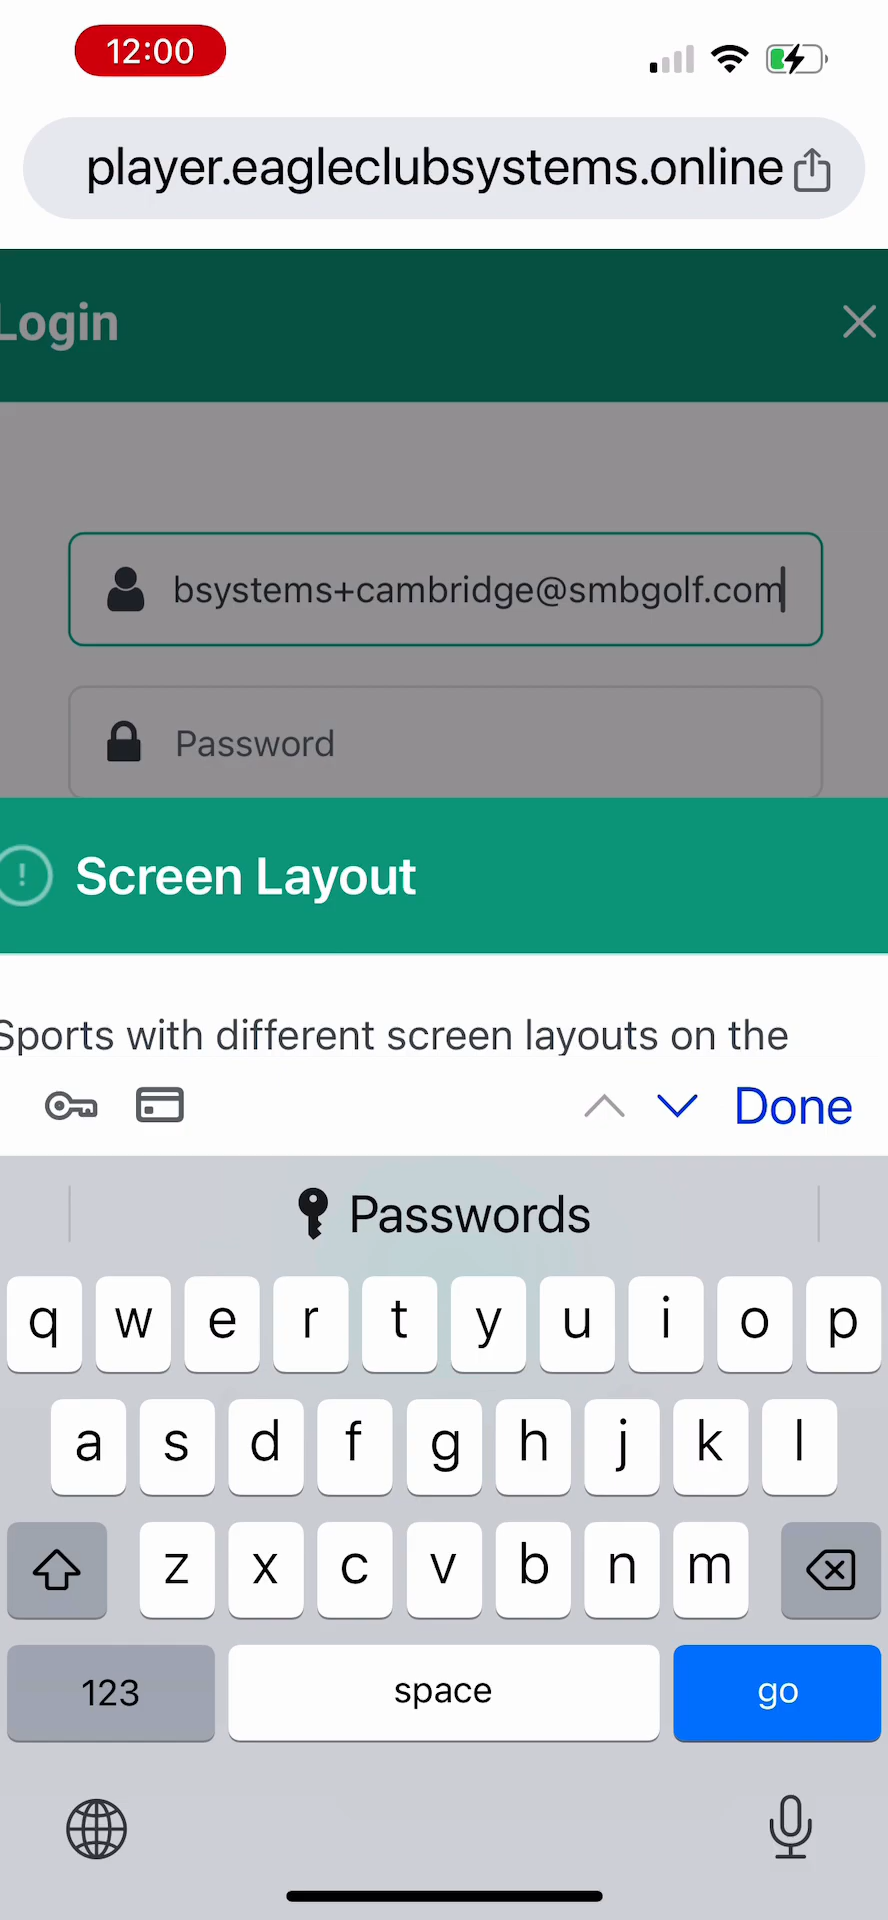 12:00
player.eagleclubsystems.online
Login
bsystems+cambridge@smbgolf.com
Password
Screen Layout
Sports with different screen layouts on the
Done
Passwords
q w e r t y u i o p
a s d f g h j k l
z x c v b n m
123 space go